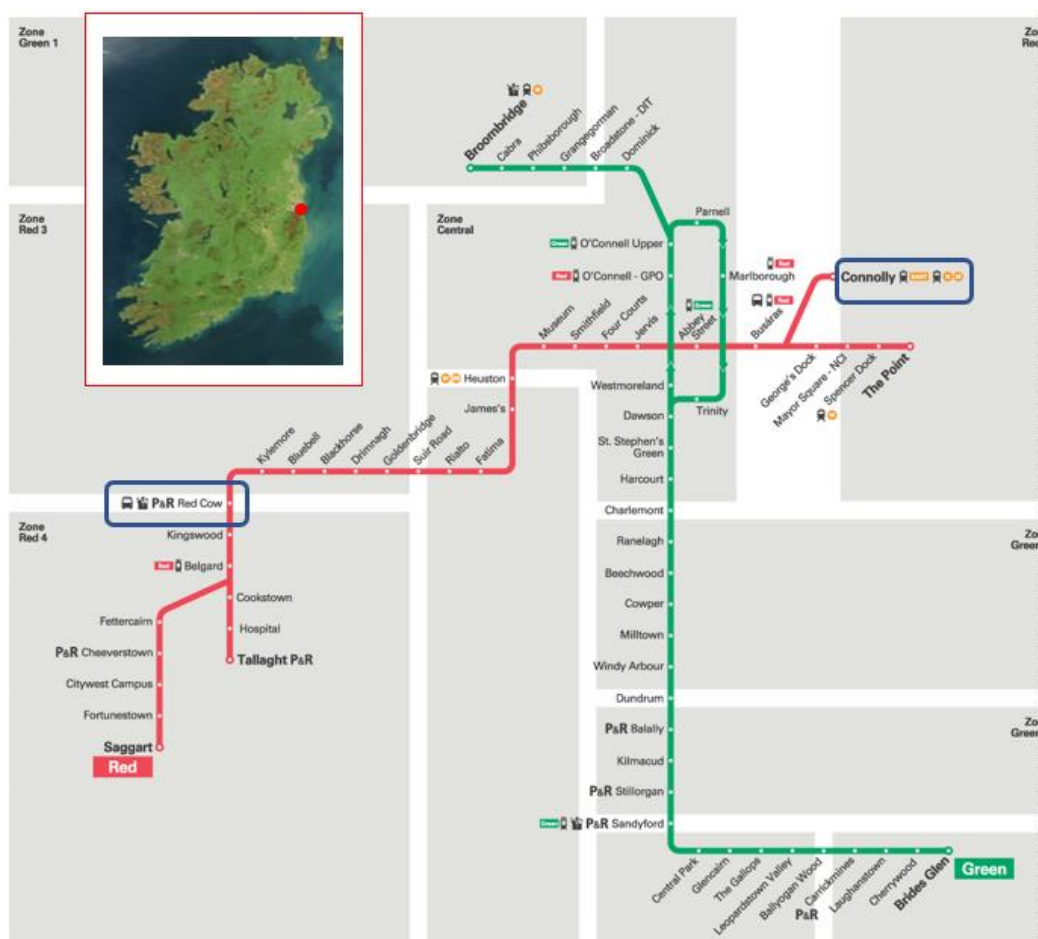 Zone
Green 1
Zone
Red 3
Zone
Central
Zone
Red 4
Broombridge
Cabra
Phibsborough
Grangegorman
Broadstone - DIT
Dominick
Parnell
Green O'Connell Upper
Red O'Connell - GPO
Red
Marlborough
Green
Red
Connolly DART
Museum
Smithfield
Four Courts
Jervis
Abbey
Street
Busáras
George's Dock
Mayor Square - NCI
Spencer Dock
The Point
Heuston
James's
Westmoreland
Trinity
Dawson
St. Stephen's
Green
Harcourt
Charlemont
Ranelagh
Beechwood
Cowper
Milltown
Windy Arbour
Dundrum
P&R Balally
Kilmacud
P&R Stillorgan
Green P&R Sandyford
Kylemore
Bluebell
Blackhorse
Drimnagh
Goldenbridge
Suir Road
Rialto
Fatima
P&R Red Cow
Kingswood
Red Belgard
Cookstown
Hospital
Tallaght P&R
Fettercairn
P&R Cheeverstown
Citywest Campus
Fortunestown
Saggart
Red
Central Park
Glencairn
The Gallops
Leopardstown Valley
Ballyogan Wood
Carrickmines
P&R
Laughanstown
Cherrywood
Brides Glen
Green